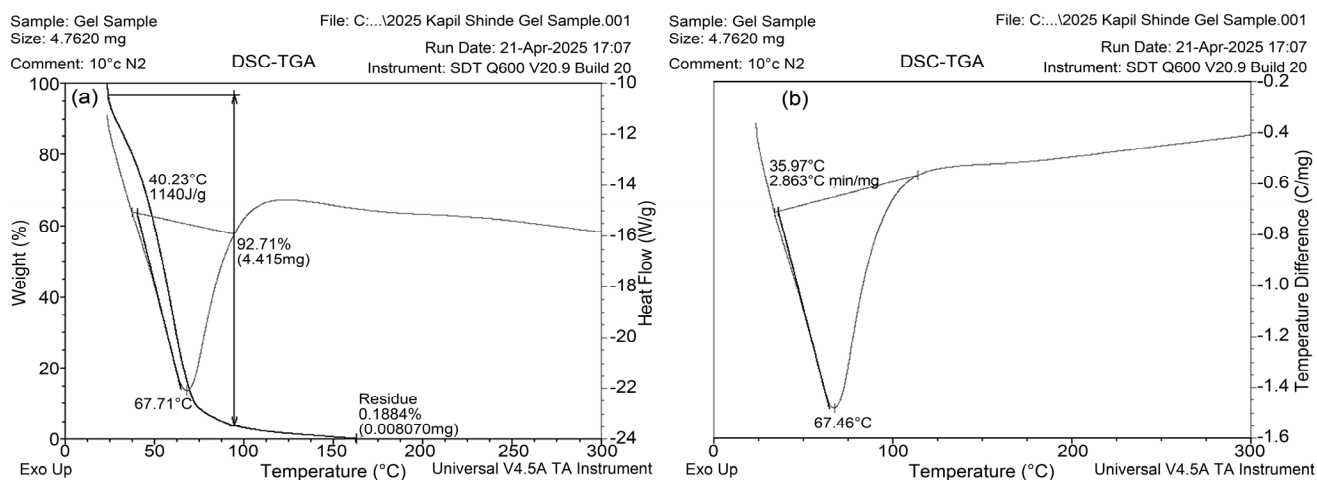 Sample: Gel Sample
File: C:...\2025 Kapil Shinde Gel Sample.001
Size: 4.7620 mg
Run Date: 21-Apr-2025 17:07
Comment: 10°c N2
DSC-TGA
Instrument: SDT Q600 V20.9 Build 20
(a)
100
80
60
40
20
0
Weight (%)
40.23°C
1140J/g
92.71%
(4.415mg)
67.71°C
Residue
0.1884%
(0.008070mg)
-10
-12
-14
-16
-18
-20
-22
-24
Heat Flow (W/g)
0
50
100
150
200
250
300
Exo Up
Temperature (°C)
Universal V4.5A TA Instrument
Sample: Gel Sample
File: C:...\2025 Kapil Shinde Gel Sample.001
Size: 4.7620 mg
Run Date: 21-Apr-2025 17:07
Comment: 10°c N2
DSC-TGA
Instrument: SDT Q600 V20.9 Build 20
(b)
35.97°C
2.863°C min/mg
67.46°C
-0.2
-0.4
-0.6
-0.8
-1.0
-1.2
-1.4
-1.6
Temperature Difference (C/mg)
0
100
200
300
Exo Up
Temperature (°C)
Universal V4.5A TA Instrument